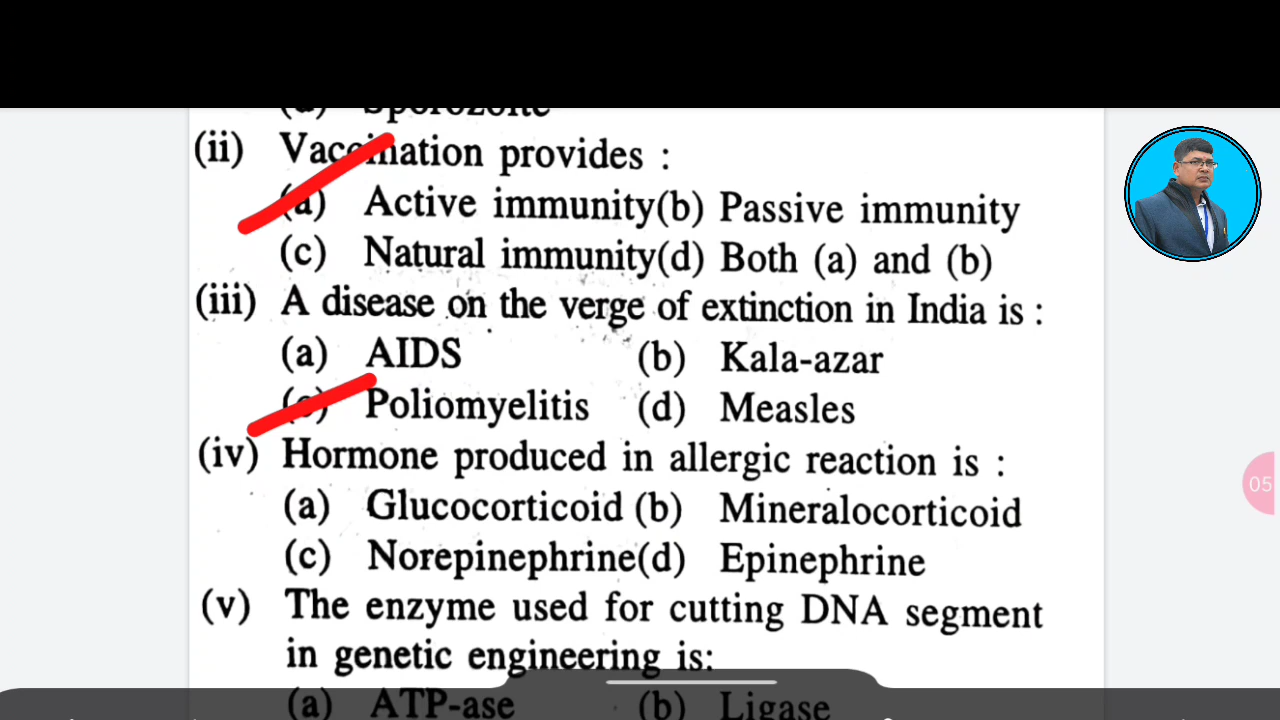 (d) Sporozoite
(ii) Vaccination provides :
(a) Active immunity(b) Passive immunity
(c) Natural immunity(d) Both (a) and (b)
(iii) A disease on the verge of extinction in India is :
(a) AIDS (b) Kala-azar
(c) Poliomyelitis (d) Measles
(iv) Hormone produced in allergic reaction is :
(a) Glucocorticoid (b) Mineralocorticoid
(c) Norepinephrine(d) Epinephrine
(v) The enzyme used for cutting DNA segment
in genetic engineering is:
(a) ATP-ase (b) Ligase
05